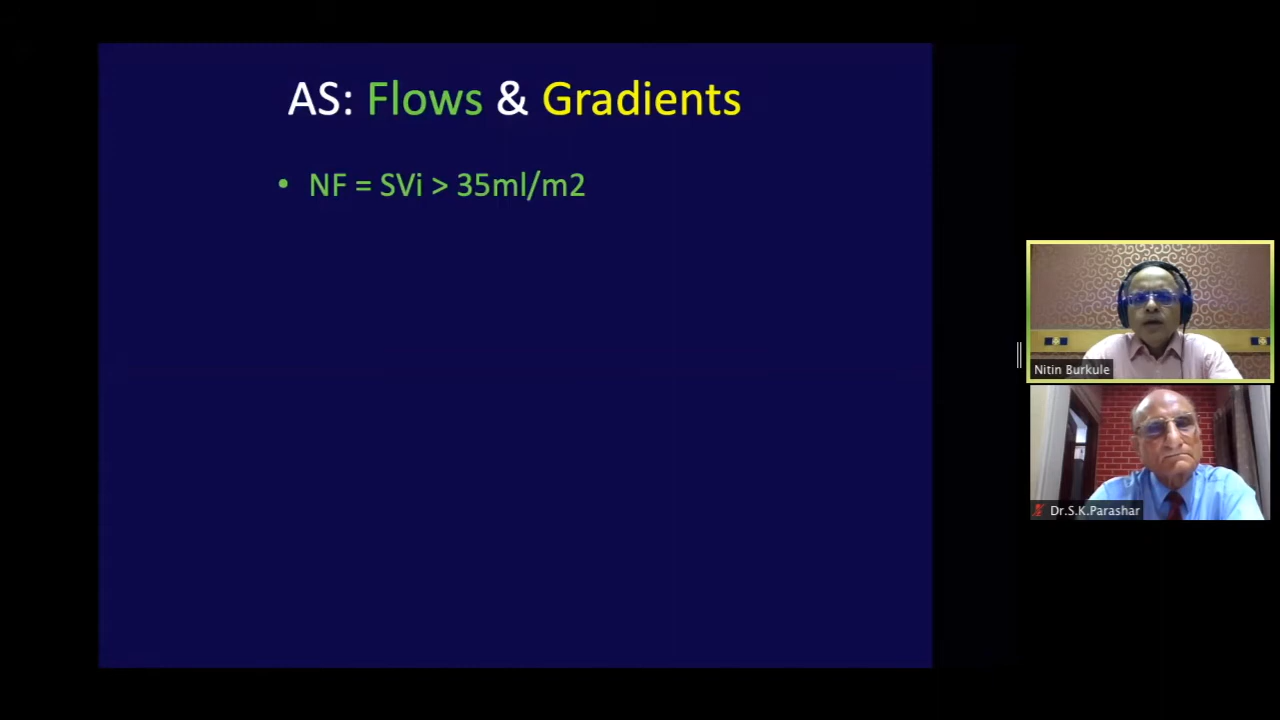 AS: Flows & Gradients
• NF = SVi > 35ml/m2
Nitin Burkule
Dr.S.K.Parashar